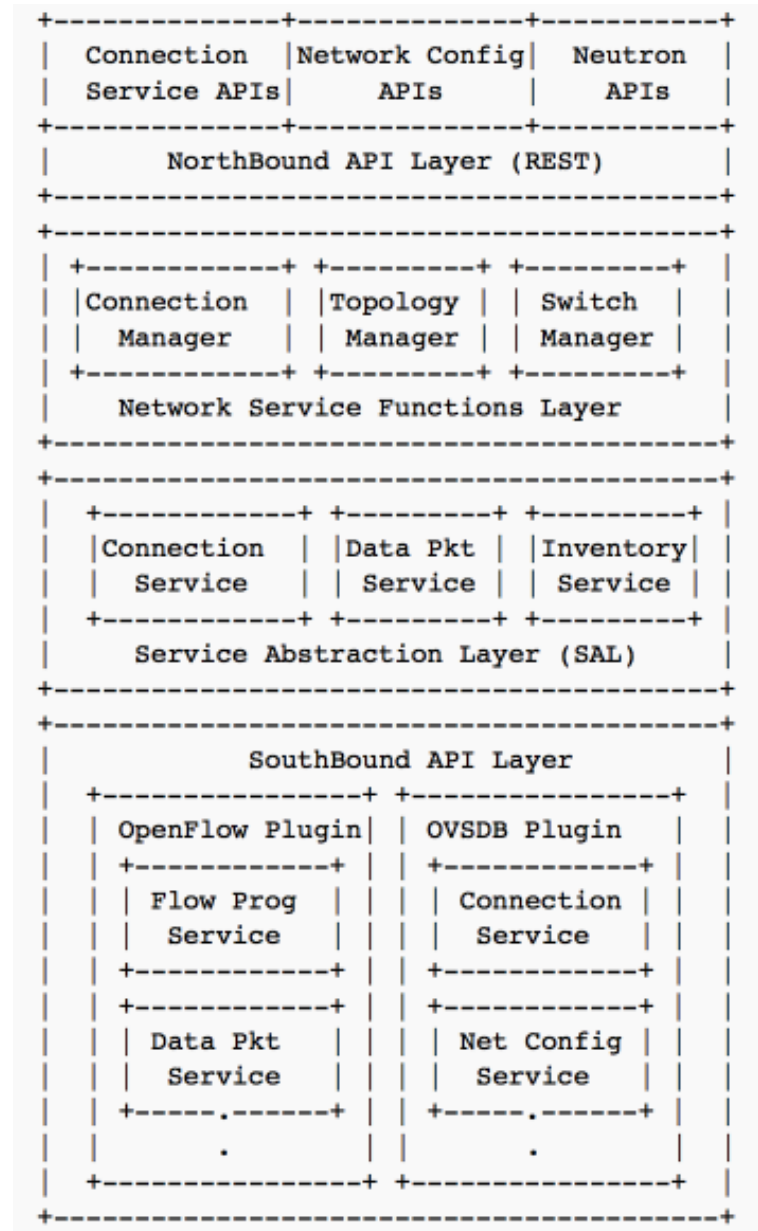 +--------------+--------------+-----------+
|  Connection  |Network Config|  Neutron  |
|  Service APIs|     APIs     |    APIs   |
+--------------+--------------+-----------+
|       NorthBound API Layer (REST)       |
+-----------------------------------------+
+-----------------------------------------+
| +------------+ +---------+ +---------+  |
| |Connection  | |Topology | | Switch  |  |
| |  Manager   | | Manager | | Manager |  |
| +------------+ +---------+ +---------+  |
|    Network Service Functions Layer      |
+-----------------------------------------+
+-----------------------------------------+
|  +------------+ +---------+ +---------+ |
|  |Connection  | |Data Pkt | |Inventory| |
|  |  Service   | | Service | | Service | |
|  +------------+ +---------+ +---------+ |
|     Service Abstraction Layer (SAL)     |
+-----------------------------------------+
+-----------------------------------------+
|            SouthBound API Layer         |
|  +----------------+ +----------------+  |
|  | OpenFlow Plugin| | OVSDB Plugin   |  |
|  | +------------+ | | +------------+ |  |
|  | | Flow Prog  | | | | Connection | |  |
|  | |  Service   | | | |  Service   | |  |
|  | +------------+ | | +------------+ |  |
|  | +------------+ | | +------------+ |  |
|  | | Data Pkt   | | | | Net Config | |  |
|  | |  Service   | | | |  Service   | |  |
|  | +-----.------+ | | +-----.------+ |  |
|  |       .        | |       .        |  |
|  +----------------+ +----------------+  |
+-----------------------------------------+